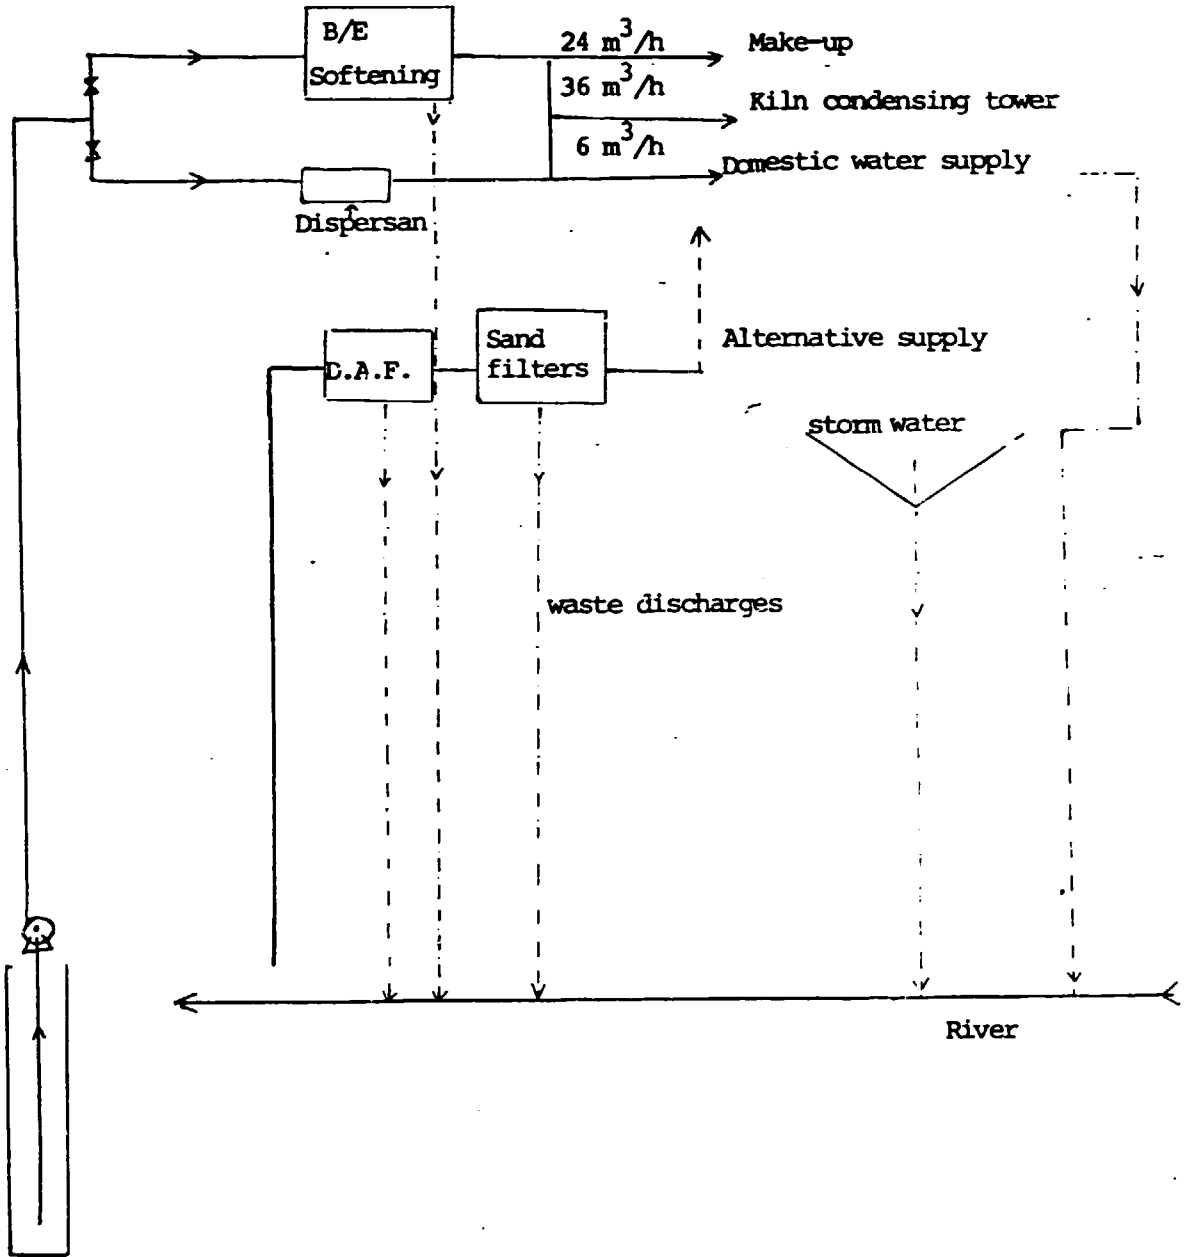 B/E
Softening
24 m³/h
Make-up
36 m³/h
Kiln condensing tower
6 m³/h
Domestic water supply
Dispersan
D.A.F.
Sand
filters
Alternative supply
storm water
waste discharges
River